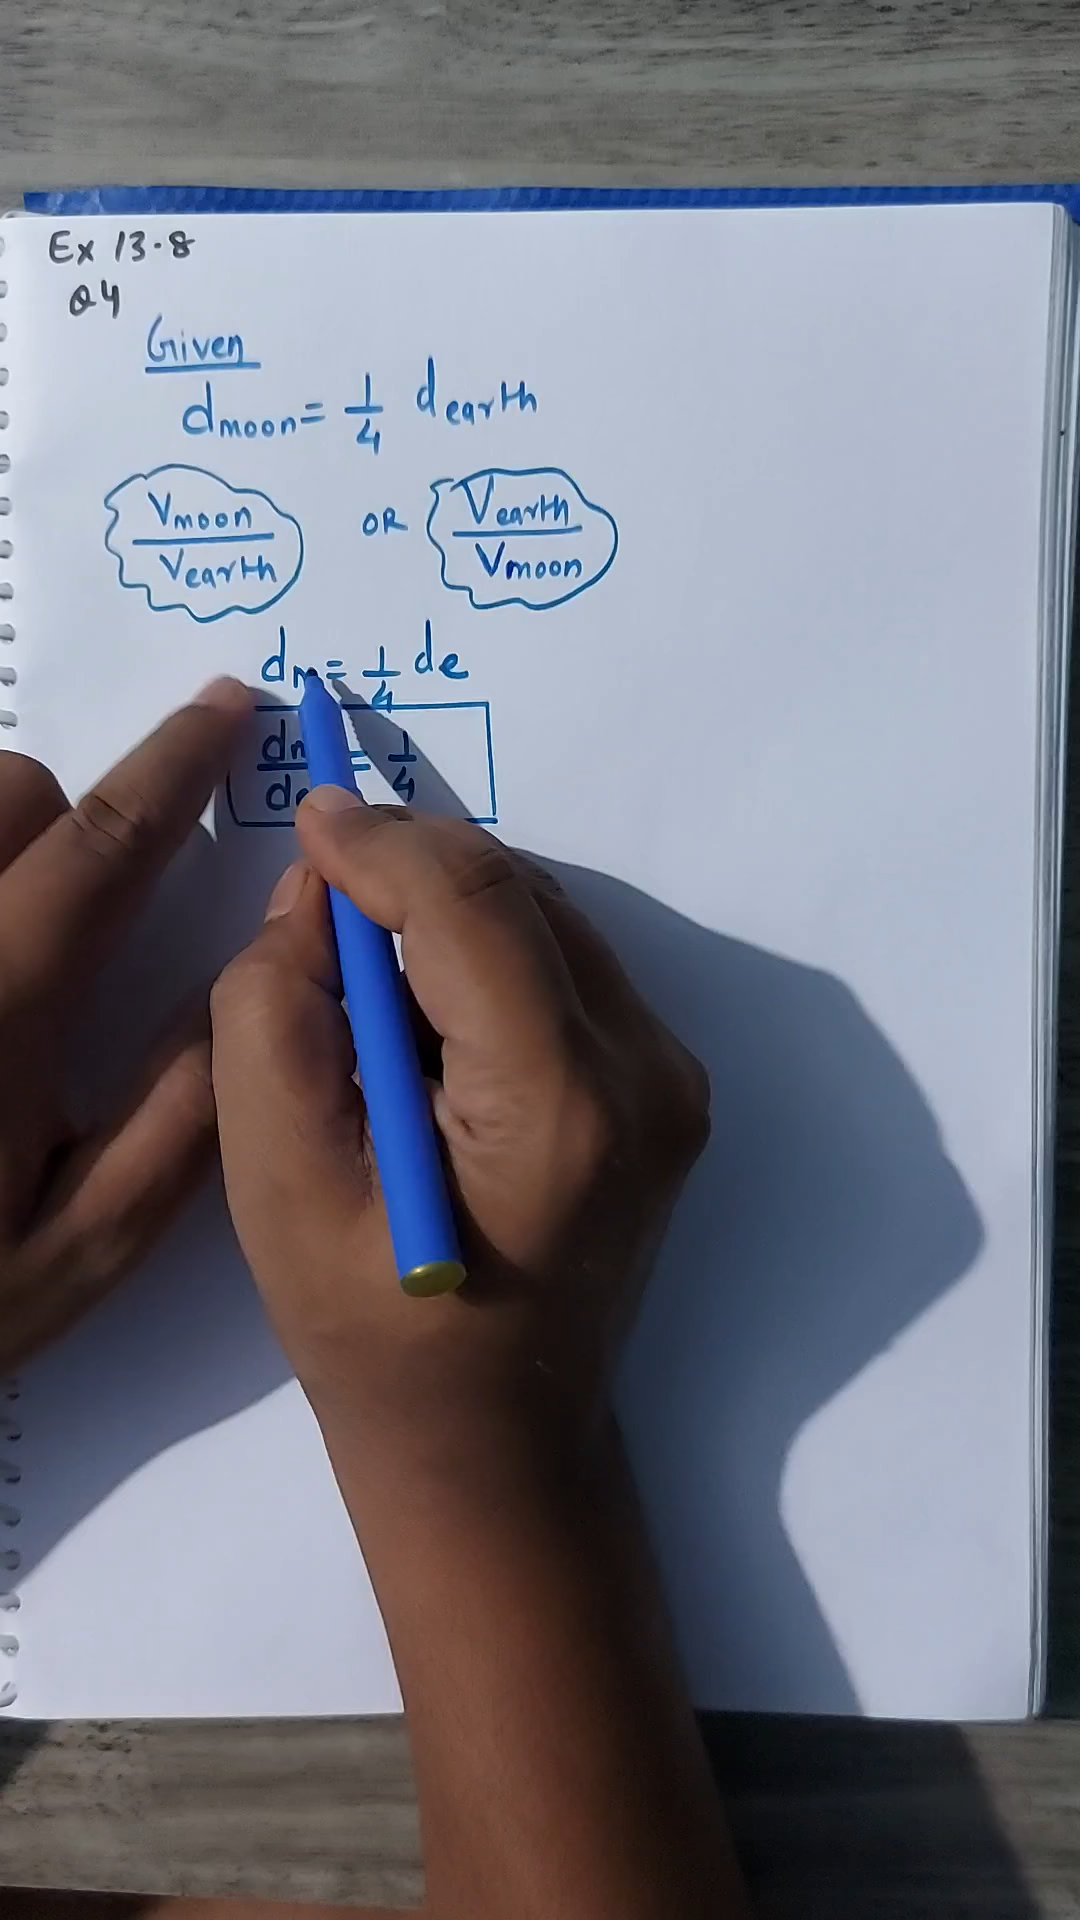 Ex 13.8
Q4
Given
dmoon = 1/4 dearth
Vmoon/Vearth OR Vearth/Vmoon
dm = 1/4 de
= 1/4